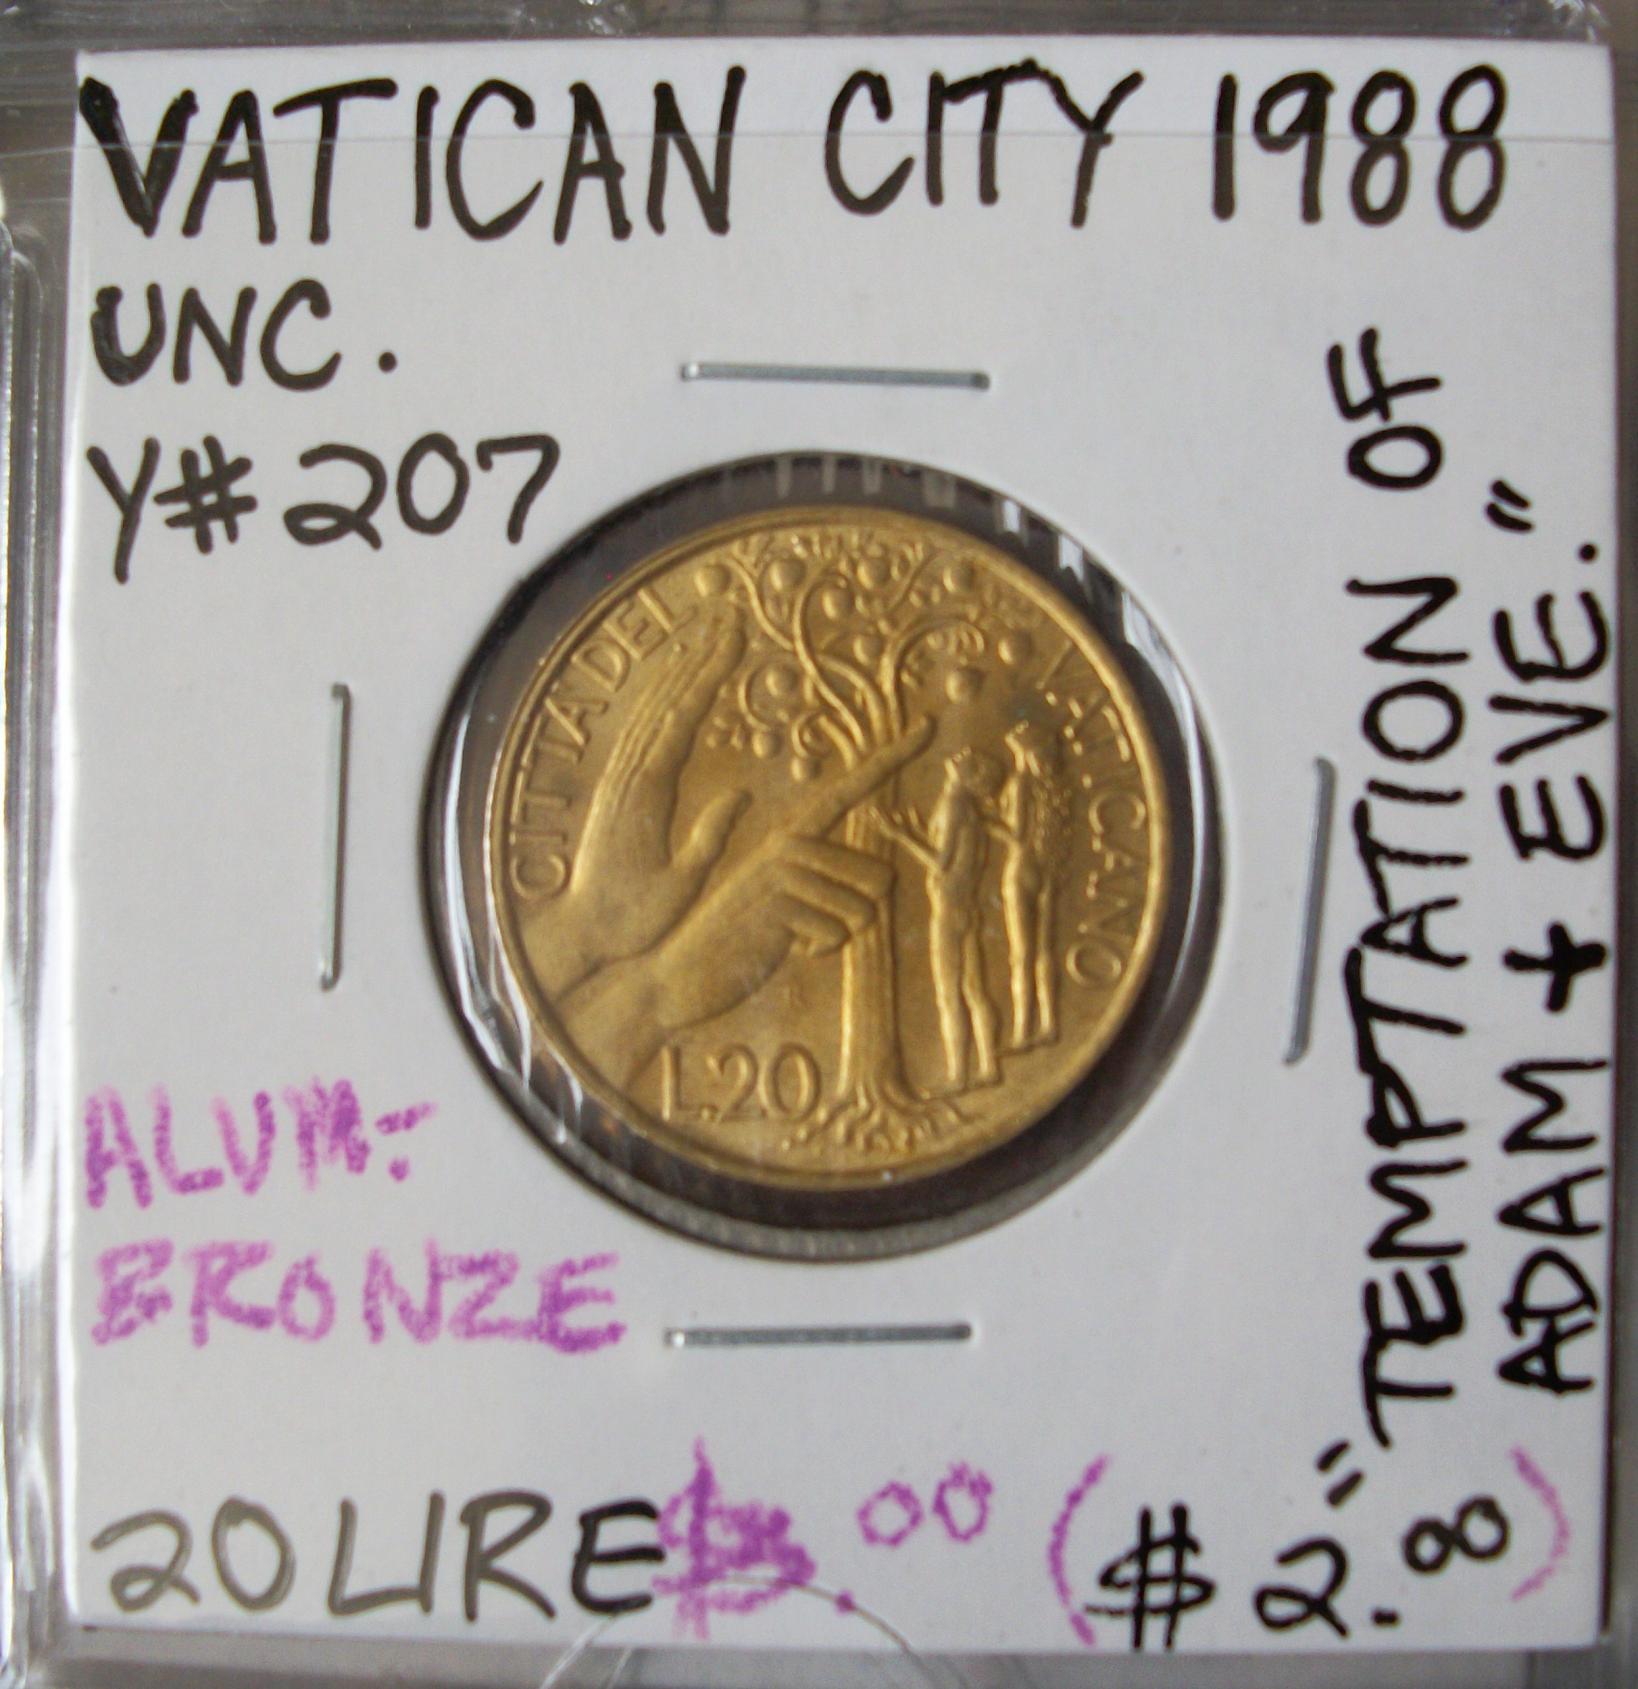 VATICAN CITY 1988
UNC.
Y# 207
CITTA DEL VATICANO
L.20
ALUM:
BRONZE
20 LIRE
.00
($2.8)
"TEMPTATION OF
ADAM + EVE."